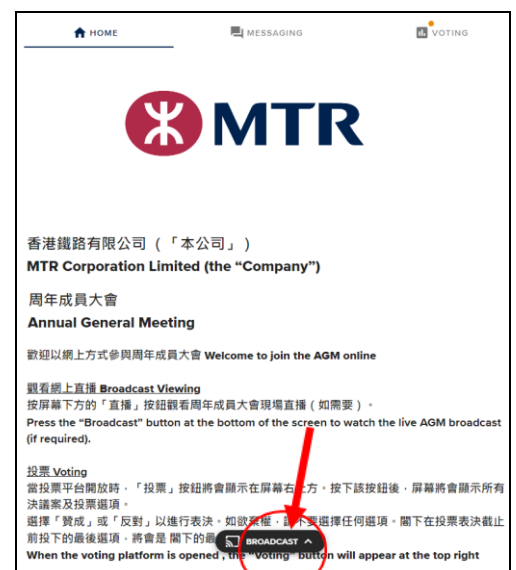 HOME MESSAGING VOTING
MTR
香港鐵路有限公司 (「本公司」)
MTR Corporation Limited (the “Company”)
周年成員大會
Annual General Meeting
歡迎以網上方式參與周年成員大會 Welcome to join the AGM online
觀看網上直播 Broadcast Viewing
按屏幕下方的「直播」按鈕觀看周年成員大會現場直播 ( 如需要 )。
Press the “Broadcast” button at the bottom of the screen to watch the live AGM broadcast
(if required).
投票 Voting
當投票平台開放時,「投票」按鈕將會顯示在屏幕右上方。按下該按鈕後,屏幕將會顯示所有
決議案及投票選項。
選擇「贊成」或「反對」以進行表決。如欲棄權,請不要選擇任何選項。閣下在投票表決截止
前投下的最後選項,將會是 閣下的最
BROADCAST
When the voting platform is opened , the “Voting” button will appear at the top right